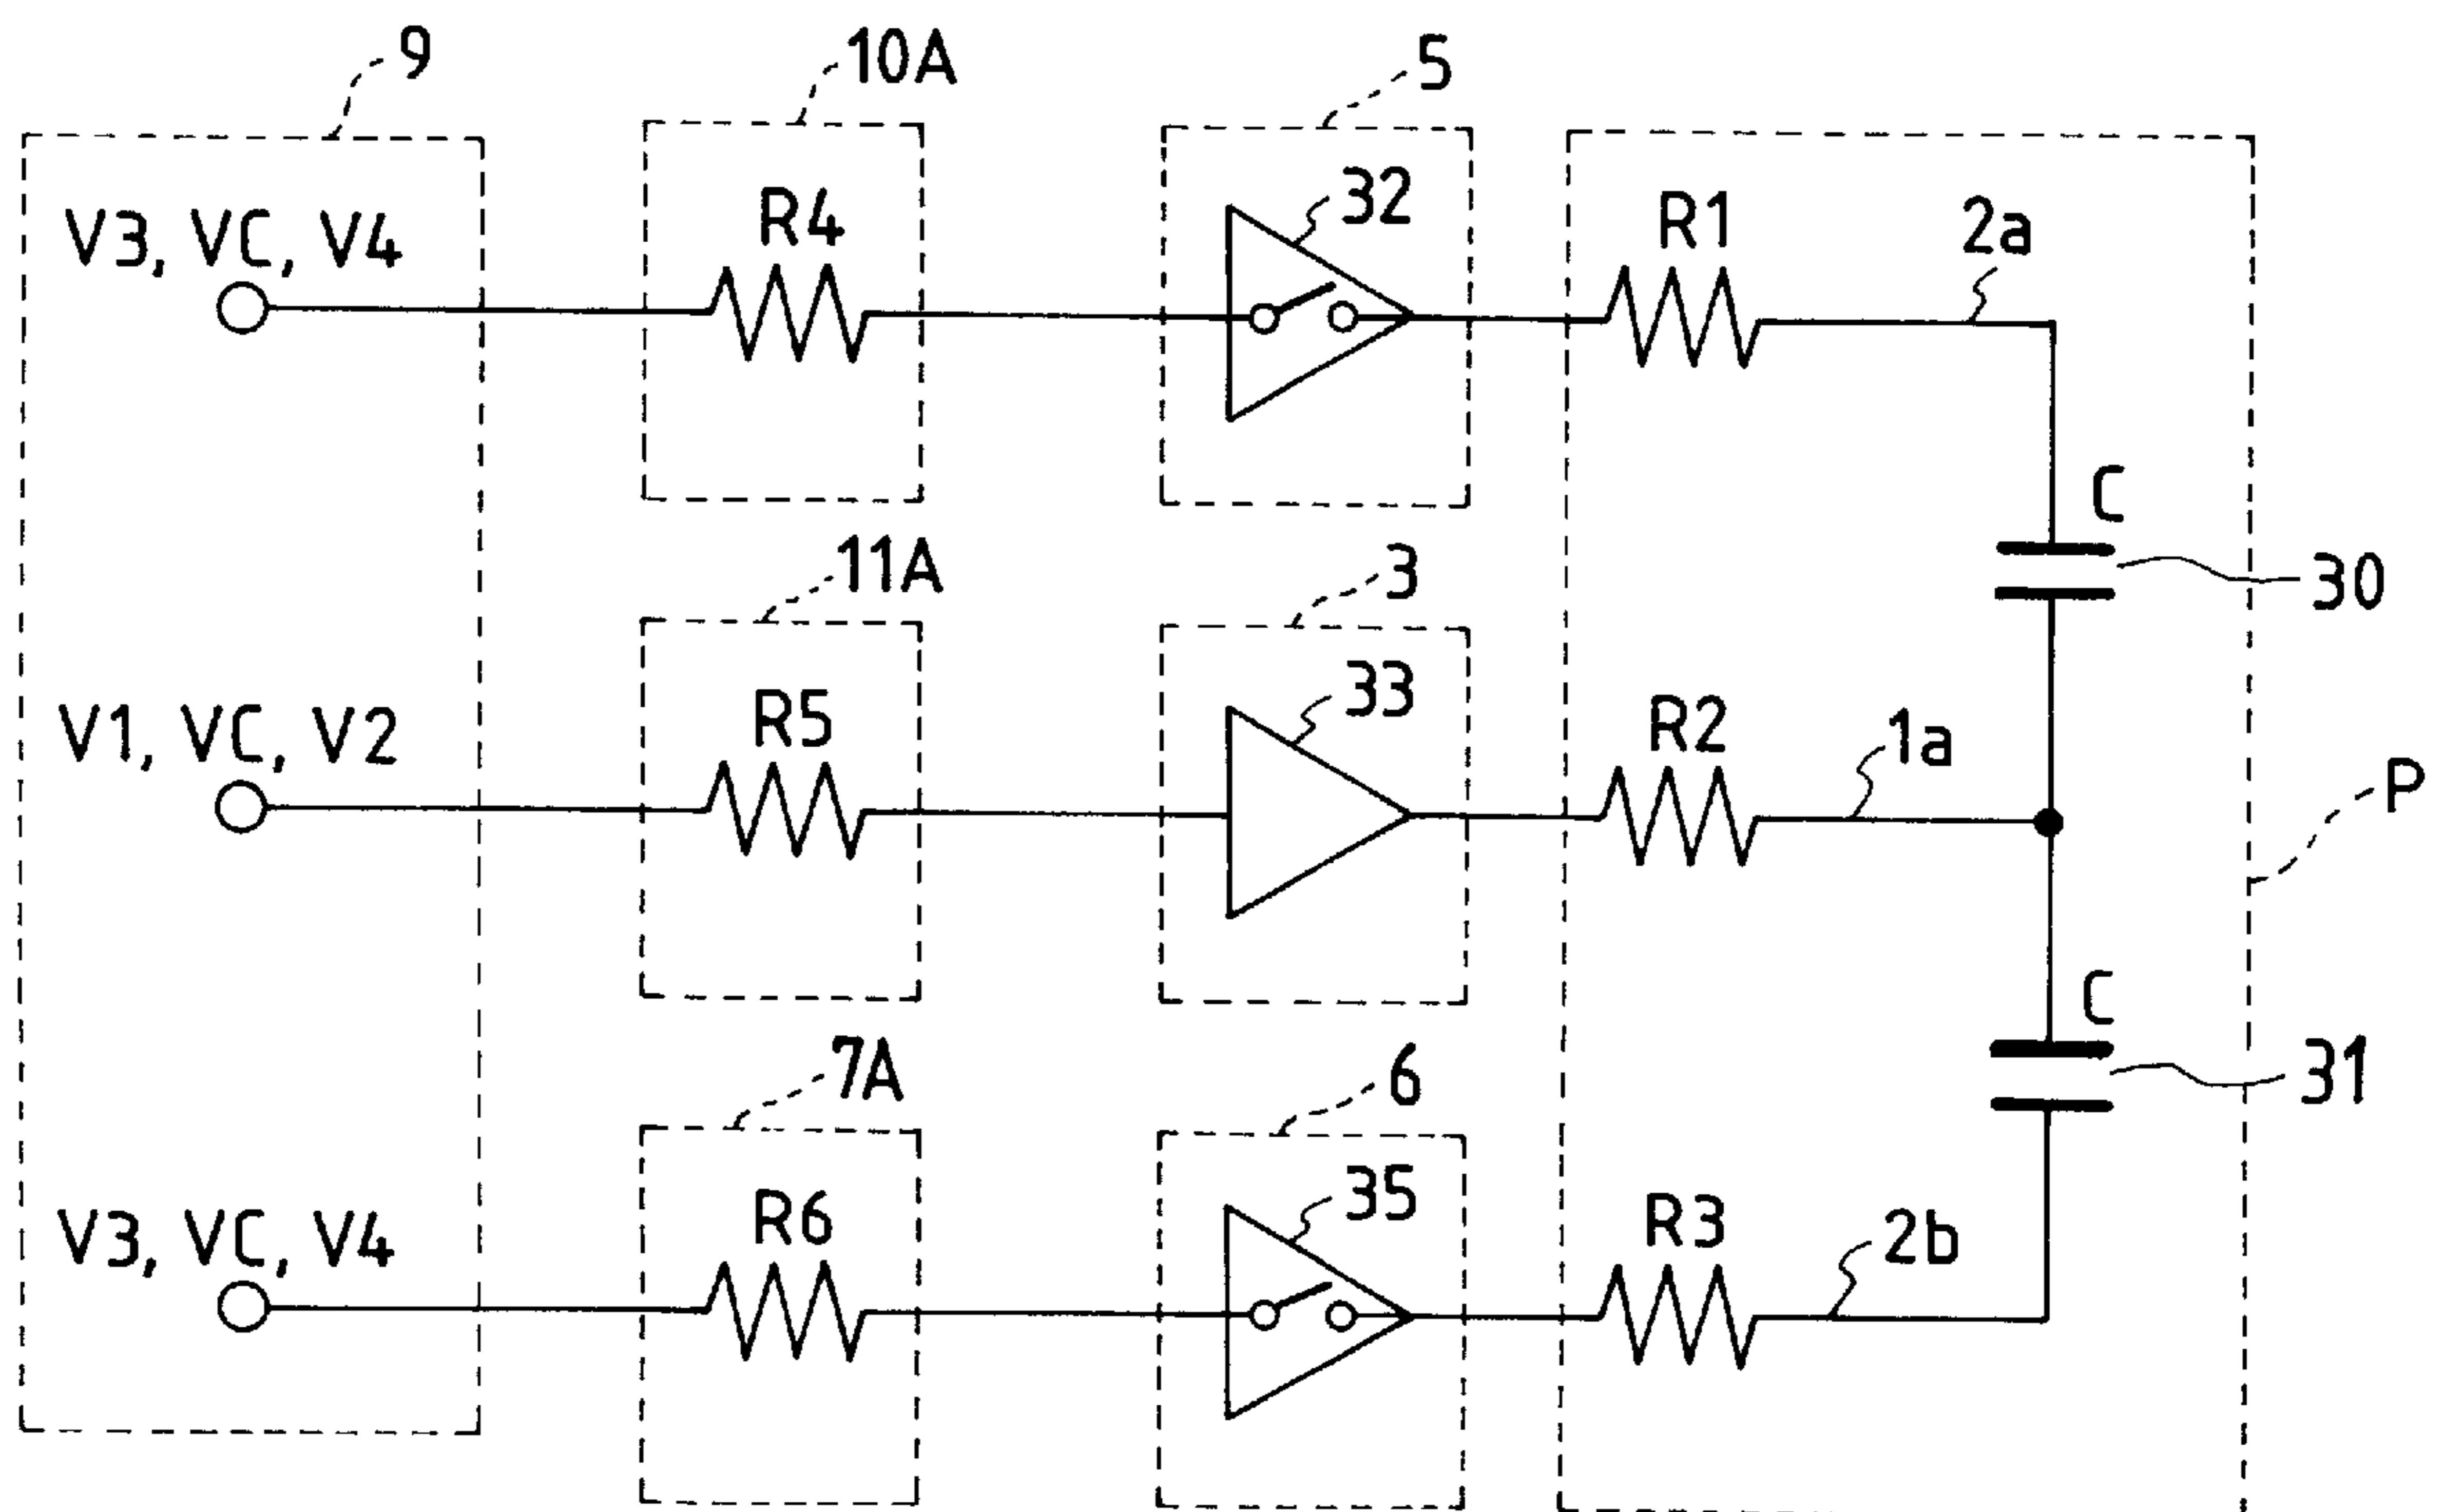 9
10A
5
V3, VC, V4
R4
32
R1
2a
C
30
11A
3
V1, VC, V2
R5
33
R2
1a
P
C
31
7A
6
V3, VC, V4
R6
35
R3
2b